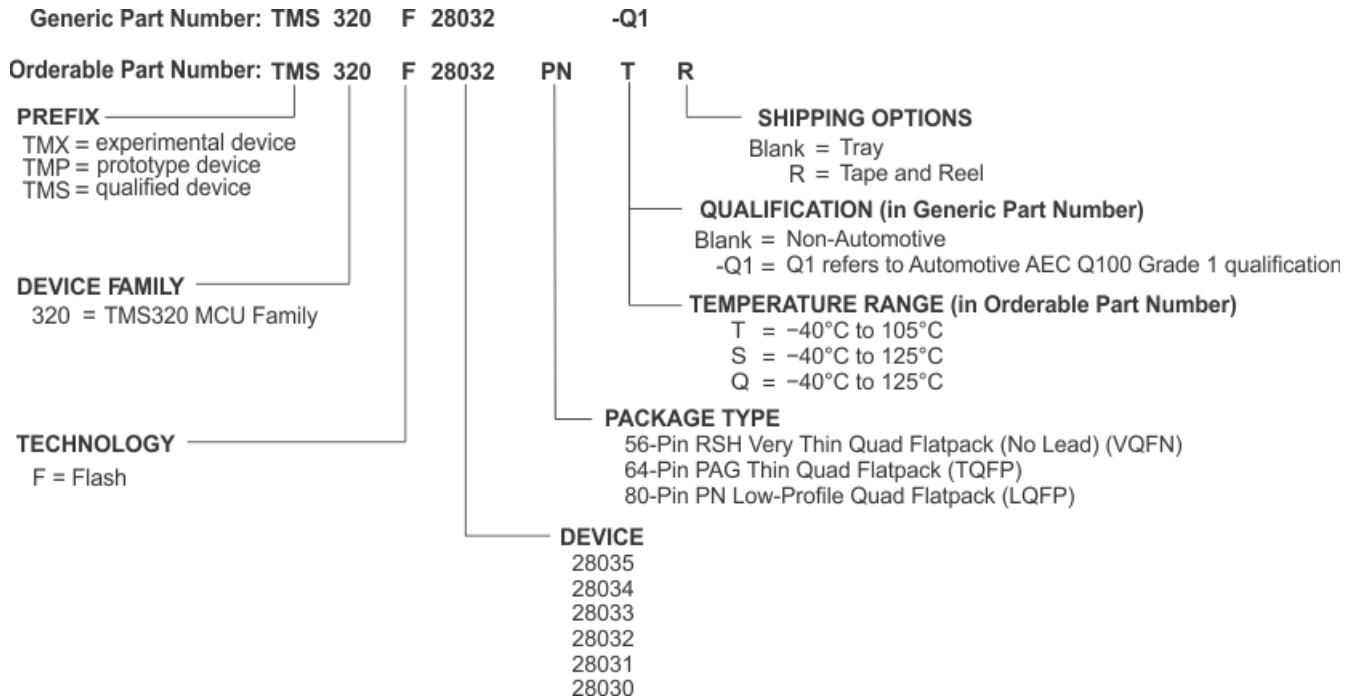 Generic Part Number: TMS 320 F 28032 -Q1
Orderable Part Number: TMS 320 F 28032 PN T R
PREFIX
TMX = experimental device
TMP = prototype device
TMS = qualified device
DEVICE FAMILY
320 = TMS320 MCU Family
TECHNOLOGY
F = Flash
SHIPPING OPTIONS
Blank = Tray
R = Tape and Reel
QUALIFICATION (in Generic Part Number)
Blank = Non-Automotive
-Q1 = Q1 refers to Automotive AEC Q100 Grade 1 qualification
TEMPERATURE RANGE (in Orderable Part Number)
T = −40°C to 105°C
S = −40°C to 125°C
Q = −40°C to 125°C
PACKAGE TYPE
56-Pin RSH Very Thin Quad Flatpack (No Lead) (VQFN)
64-Pin PAG Thin Quad Flatpack (TQFP)
80-Pin PN Low-Profile Quad Flatpack (LQFP)
DEVICE
28035
28034
28033
28032
28031
28030